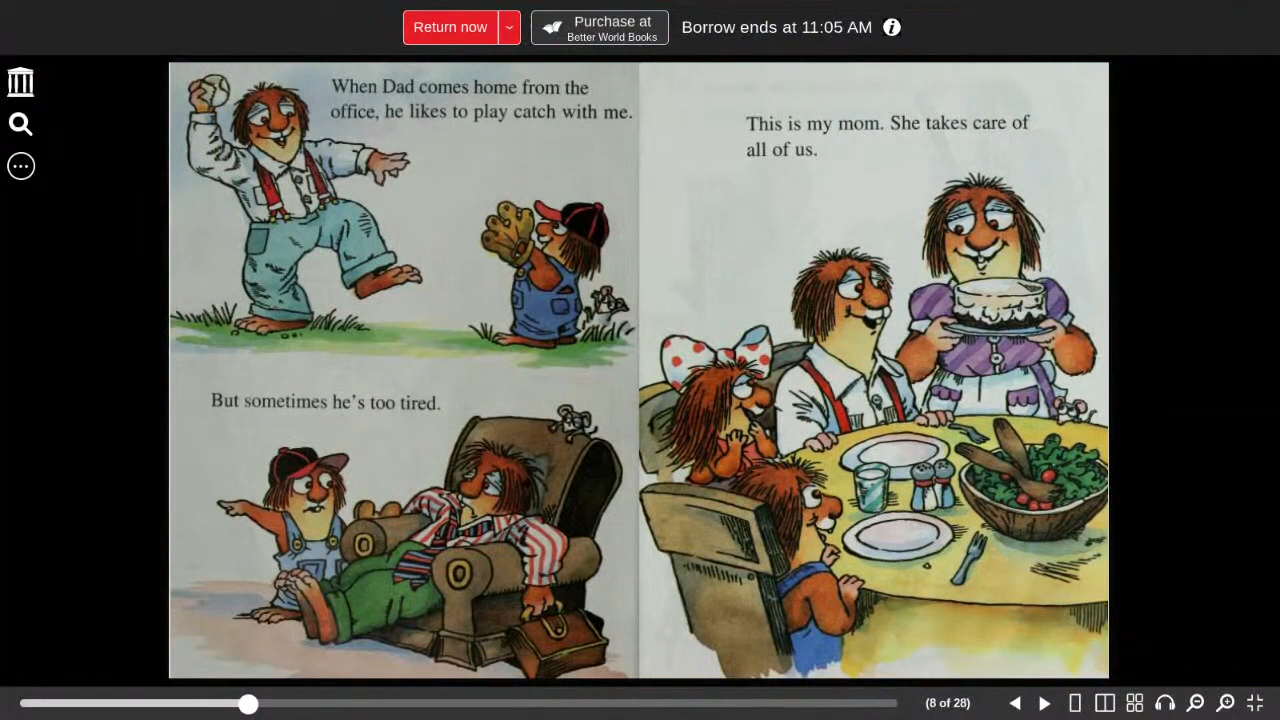 Return now
Purchase at
Better World Books
Borrow ends at 11:05 AM
When Dad comes home from the
office, he likes to play catch with me.
But sometimes he's too tired.
This is my mom. She takes care of
all of us.
(8 of 28)